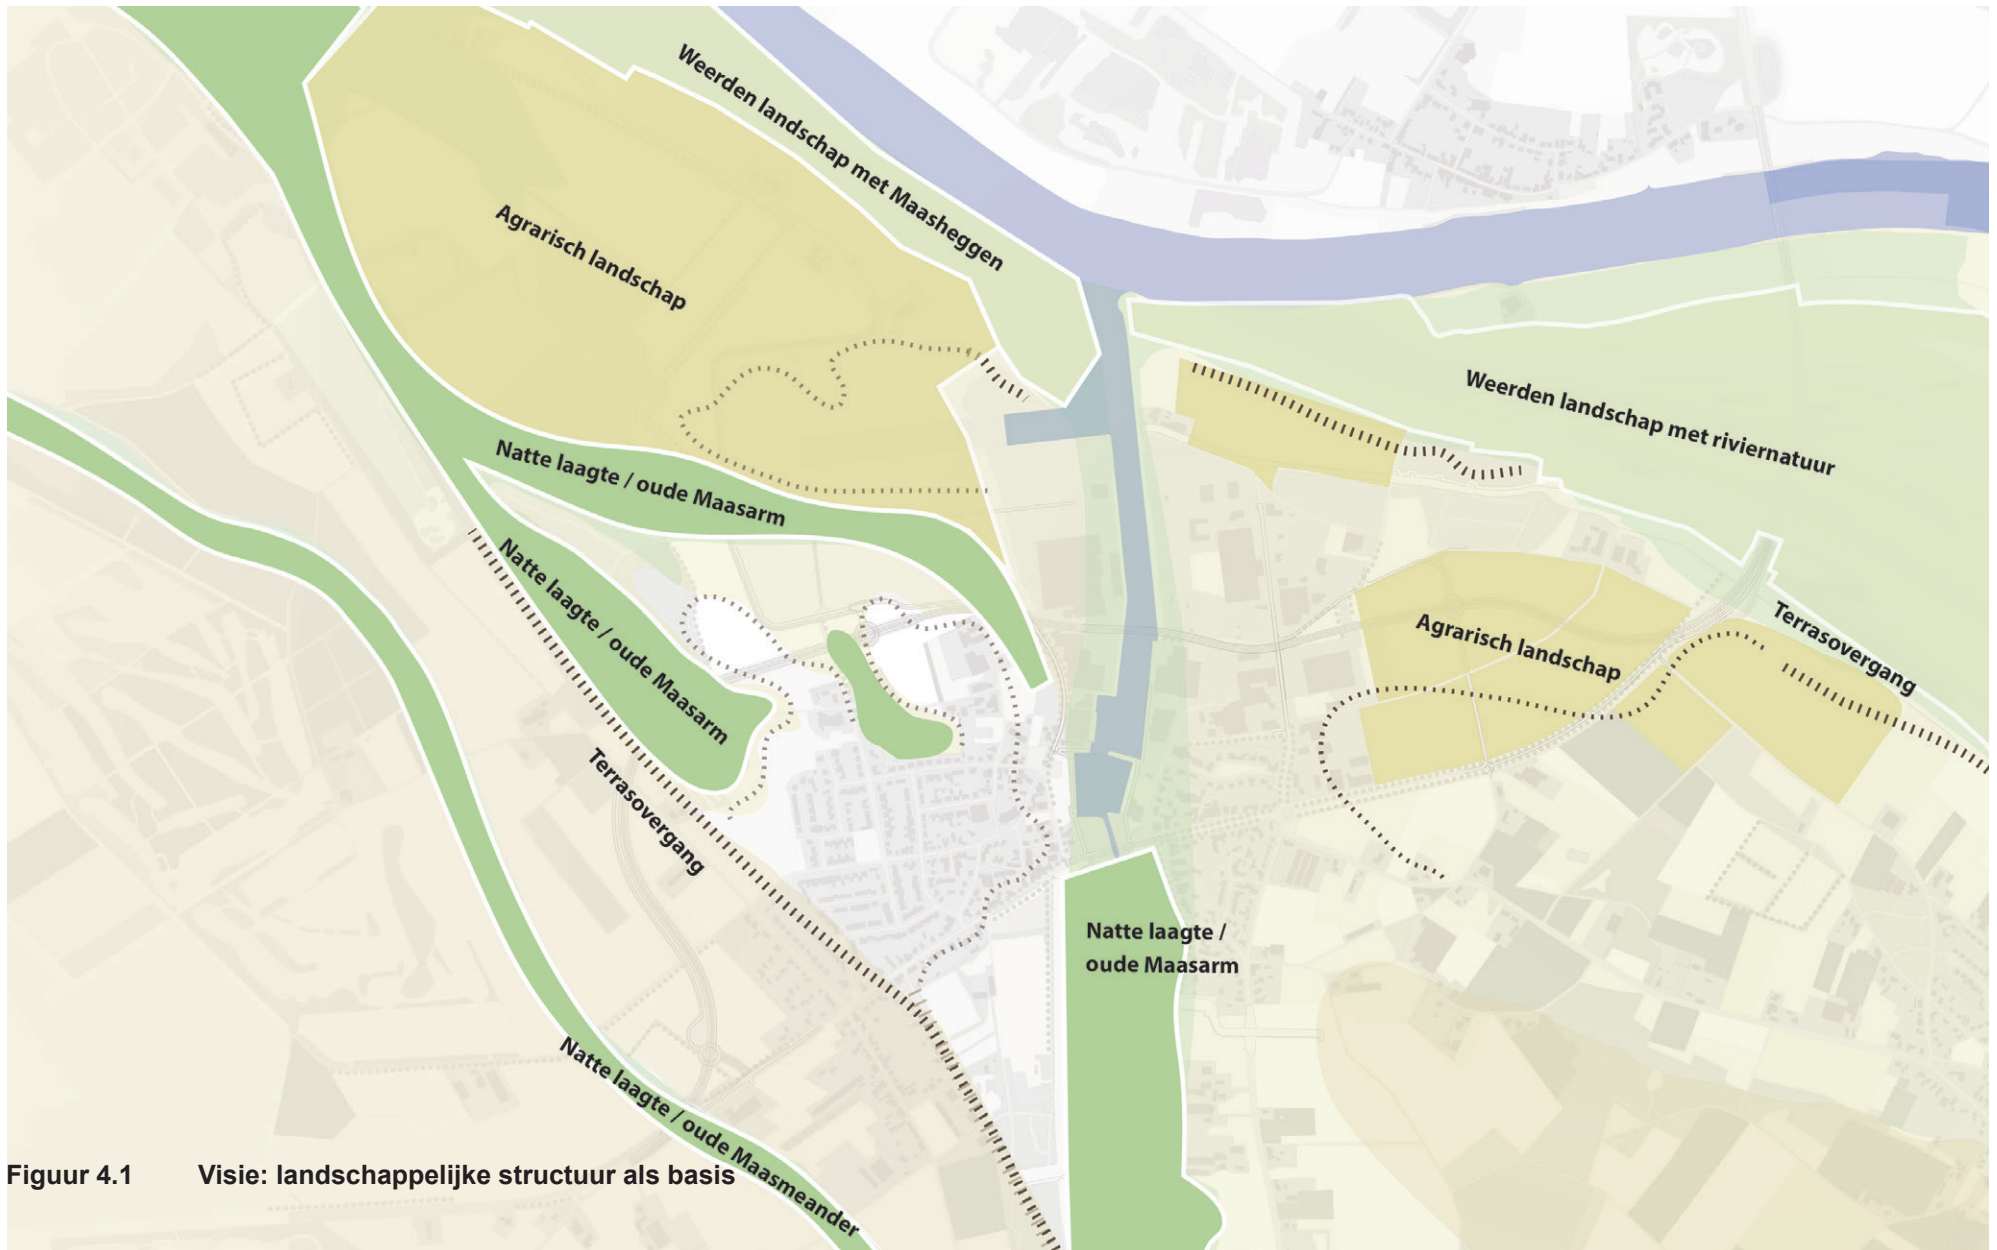 Weerden landschap met Maasheggen
Agrarisch landschap
Weerden landschap met riviernatuur
Natte laagte / oude Maasarm
Natte laagte / oude Maasarm
Agrarisch landschap
Terrasovergang
Terrasovergang
Natte laagte /
oude Maasarm
Natte laagte / oude Maasmeander
Figuur 4.1 Visie: landschappelijke structuur als basis